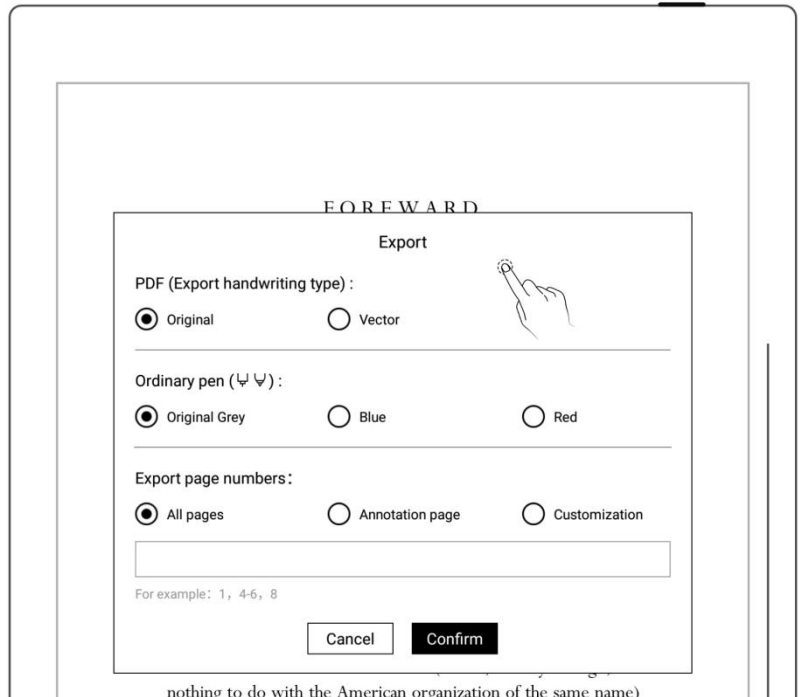 FOREWARD
Export
PDF (Export handwriting type) :
Original Vector
Ordinary pen ( ) :
Original Grey Blue Red
Export page numbers:
All pages Annotation page Customization
For example: 1, 4-6, 8
Cancel Confirm
nothing to do with the American organization of the same name)